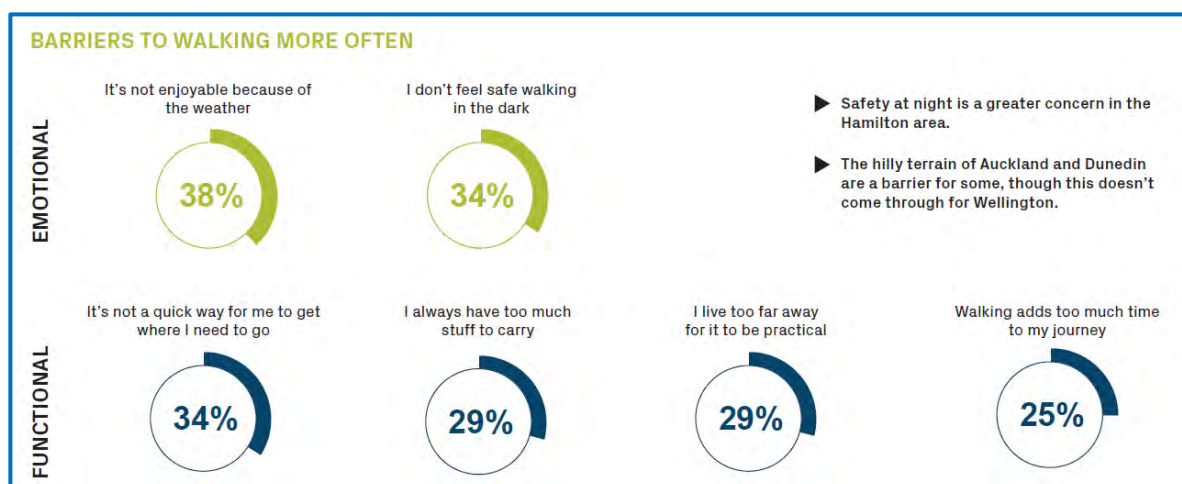 BARRIERS TO WALKING MORE OFTEN
EMOTIONAL
It's not enjoyable because of
the weather
38%
I don't feel safe walking
in the dark
34%
Safety at night is a greater concern in the
Hamilton area.
The hilly terrain of Auckland and Dunedin
are a barrier for some, though this doesn't
come through for Wellington.
FUNCTIONAL
It's not a quick way for me to get
where I need to go
34%
I always have too much
stuff to carry
29%
I live too far away
for it to be practical
29%
Walking adds too much time
to my journey
25%